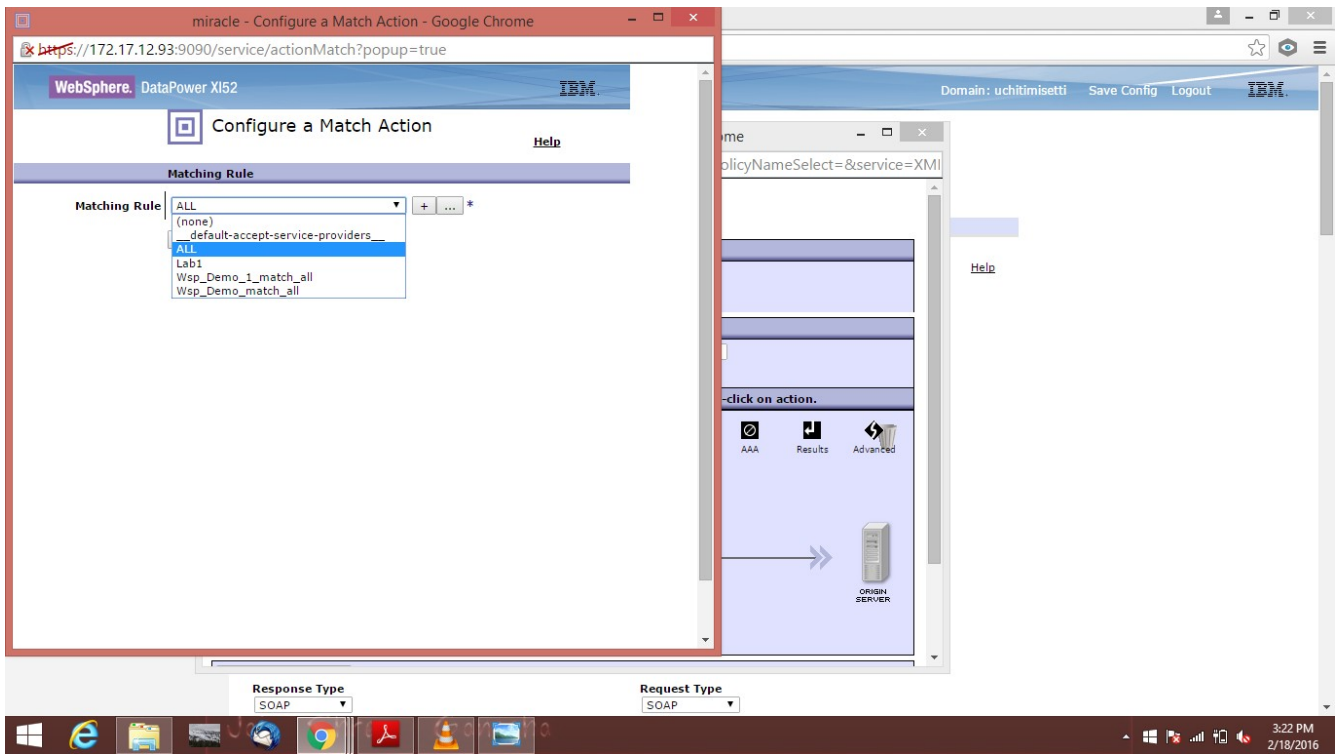 miracle - Configure a Match Action - Google Chrome
https://172.17.12.93:9090/service/actionMatch?popup=true
WebSphere. DataPower XI52 IBM.
Configure a Match Action
Help
Matching Rule
Matching Rule ALL + ... *
(none)
__default-accept-service-providers__
ALL
Lab1
Wsp_Demo_1_match_all
Wsp_Demo_match_all
Domain: uchitimisetti Save Config Logout IBM.
ome
olicyNameSelect=&service=XMI
Help
-click on action.
AAA Results Advanced
ORIGIN
SERVER
Response Type Request Type
SOAP SOAP
3:22 PM
2/18/2016